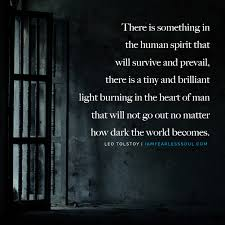 There is something in
the human spirit that
will survive and prevail,
there is a tiny and brilliant
light burning in the heart of man
that will not go out no matter
how dark the world becomes.
LEO TOLSTOY | IAMFEARLESSSOUL.COM